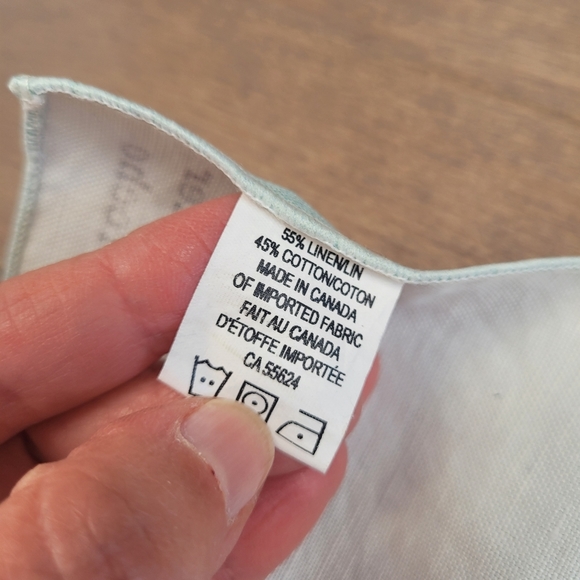 55% LINEN/LIN
45% COTTON/COTON
MADE IN CANADA
OF IMPORTED FABRIC
FAIT AU CANADA
D'ÉTOFFE IMPORTÉE
CA 55624